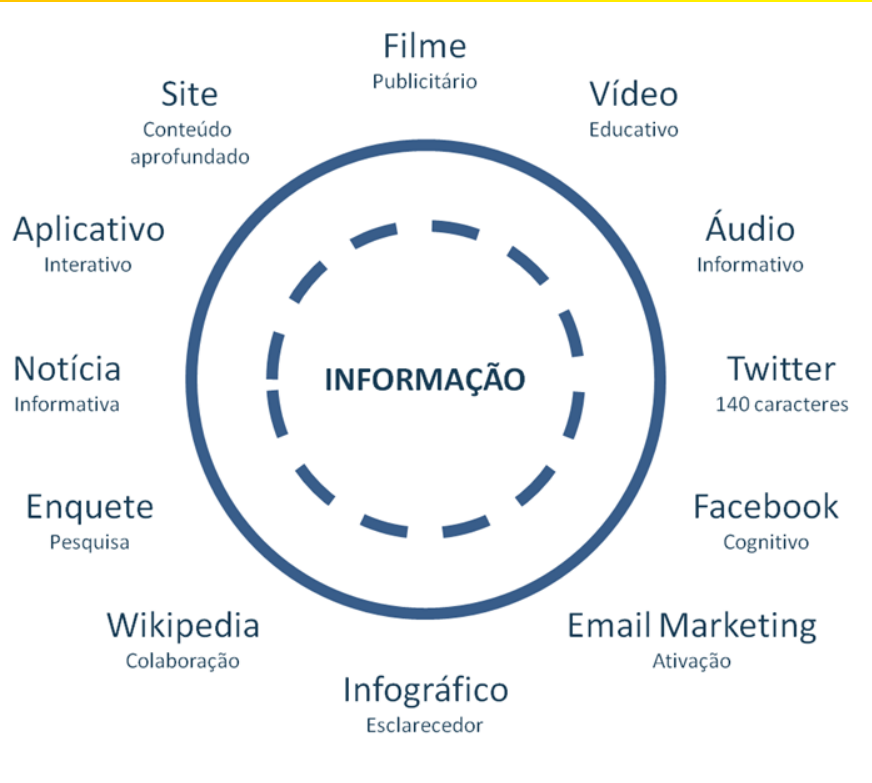 Filme
Publicitário
Vídeo
Educativo
Áudio
Informativo
Twitter
140 caracteres
Facebook
Cognitivo
Email Marketing
Ativação
Infográfico
Esclarecedor
Wikipedia
Colaboração
Enquete
Pesquisa
Notícia
Informativa
Aplicativo
Interativo
Site
Conteúdo
aprofundado
INFORMAÇÃO